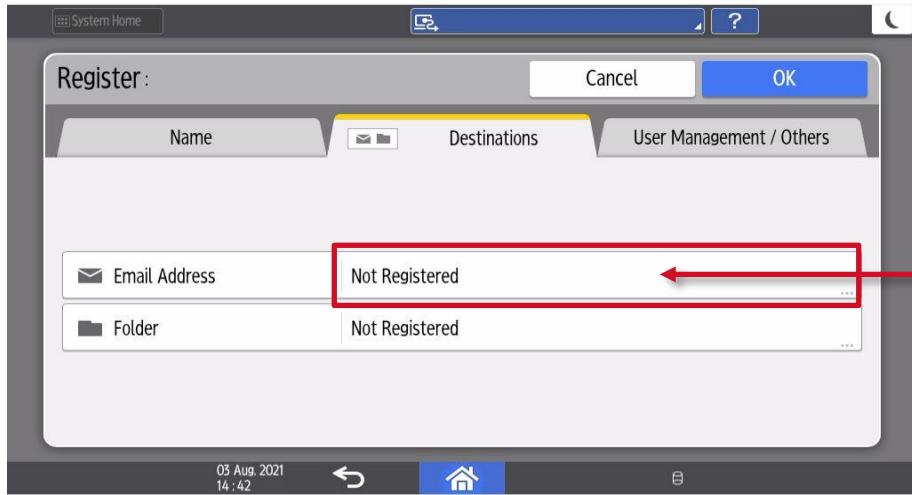 System Home
?
Register :
Cancel
OK
Name
Destinations
User Management / Others
Email Address
Not Registered
...
Folder
Not Registered
...
03 Aug. 2021
14 : 42